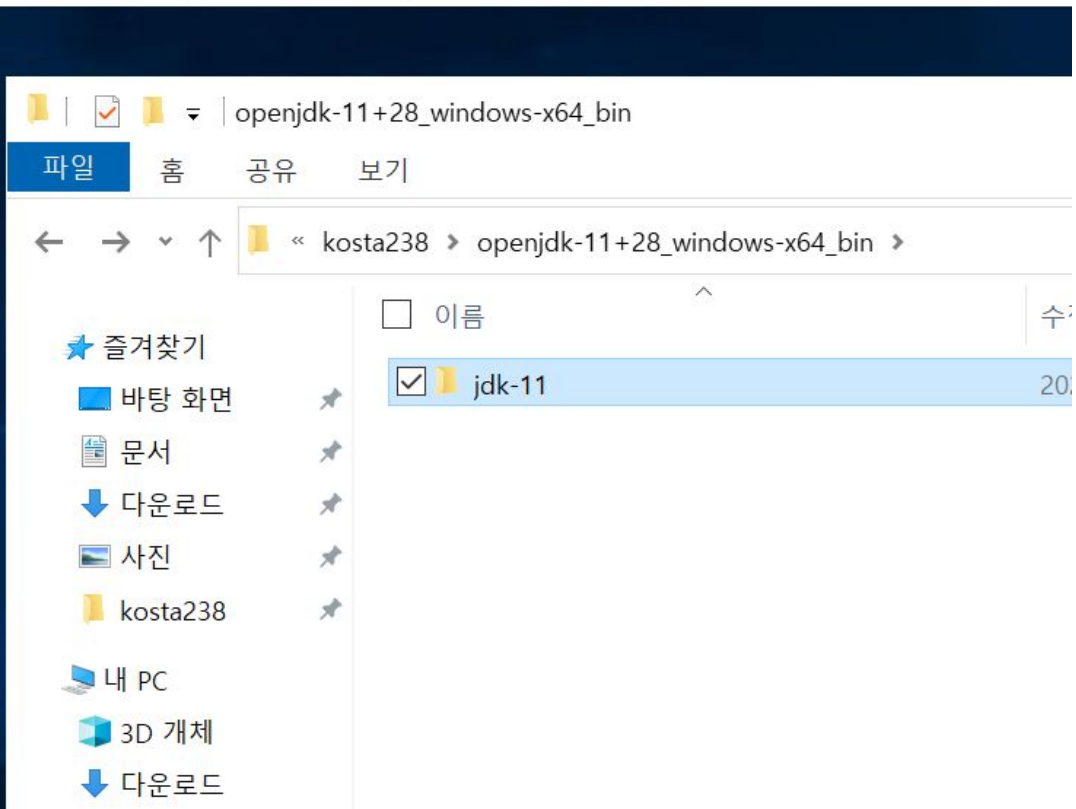 openjdk-11+28_windows-x64_bin
파일 홈 공유 보기
« kosta238 > openjdk-11+28_windows-x64_bin >
이름
즐겨찾기
jdk-11
바탕 화면
문서
다운로드
사진
kosta238
내 PC
3D 개체
다운로드